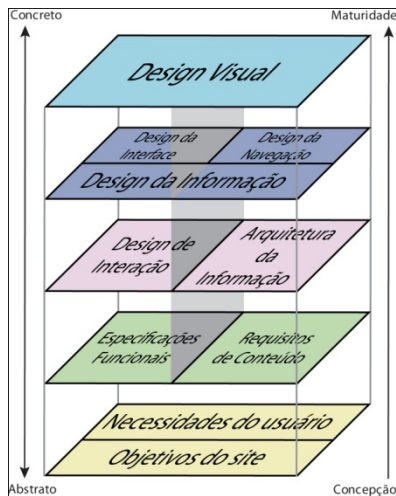 Concreto
Maturidade
Design Visual
Design da
Interface
Design da
Navegação
Design da Informação
Design de
Interação
Arquitetura
da
Informação
Especificações
Funcionais
Requisitos
de Conteúdo
Necessidades do usuário
Objetivos do site
Abstrato
Concepção